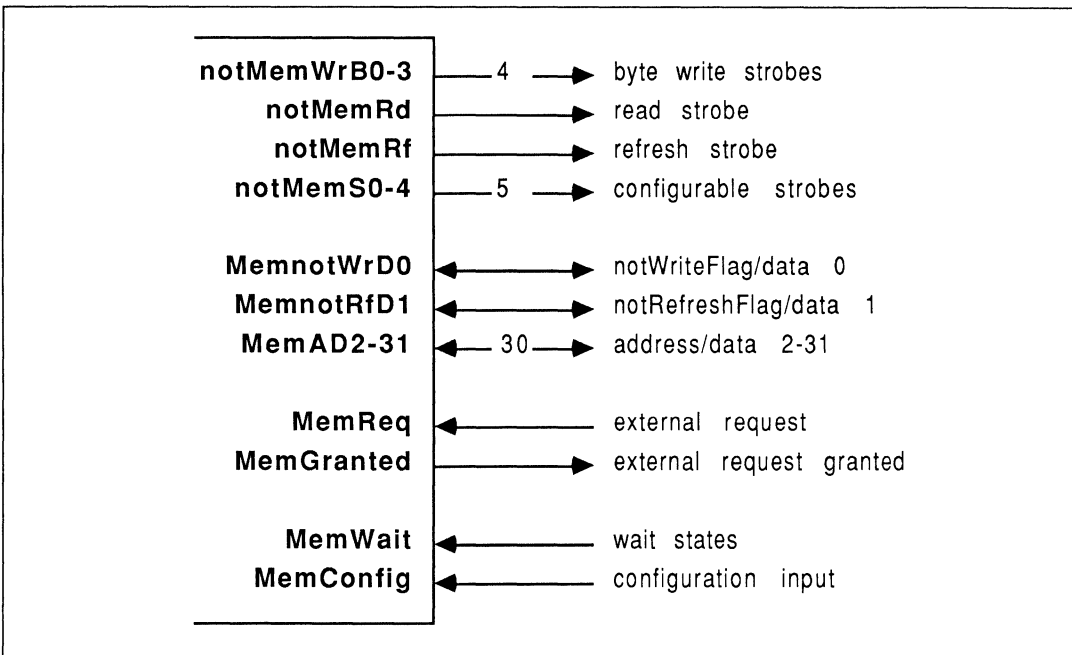 notMemWrB0-3 4 byte write strobes
notMemRd read strobe
notMemRf refresh strobe
notMemS0-4 5 configurable strobes
MemnotWrD0 notWriteFlag/data 0
MemnotRfD1 notRefreshFlag/data 1
MemAD2-31 30 address/data 2-31
MemReq external request
MemGranted external request granted
MemWait wait states
MemConfig configuration input